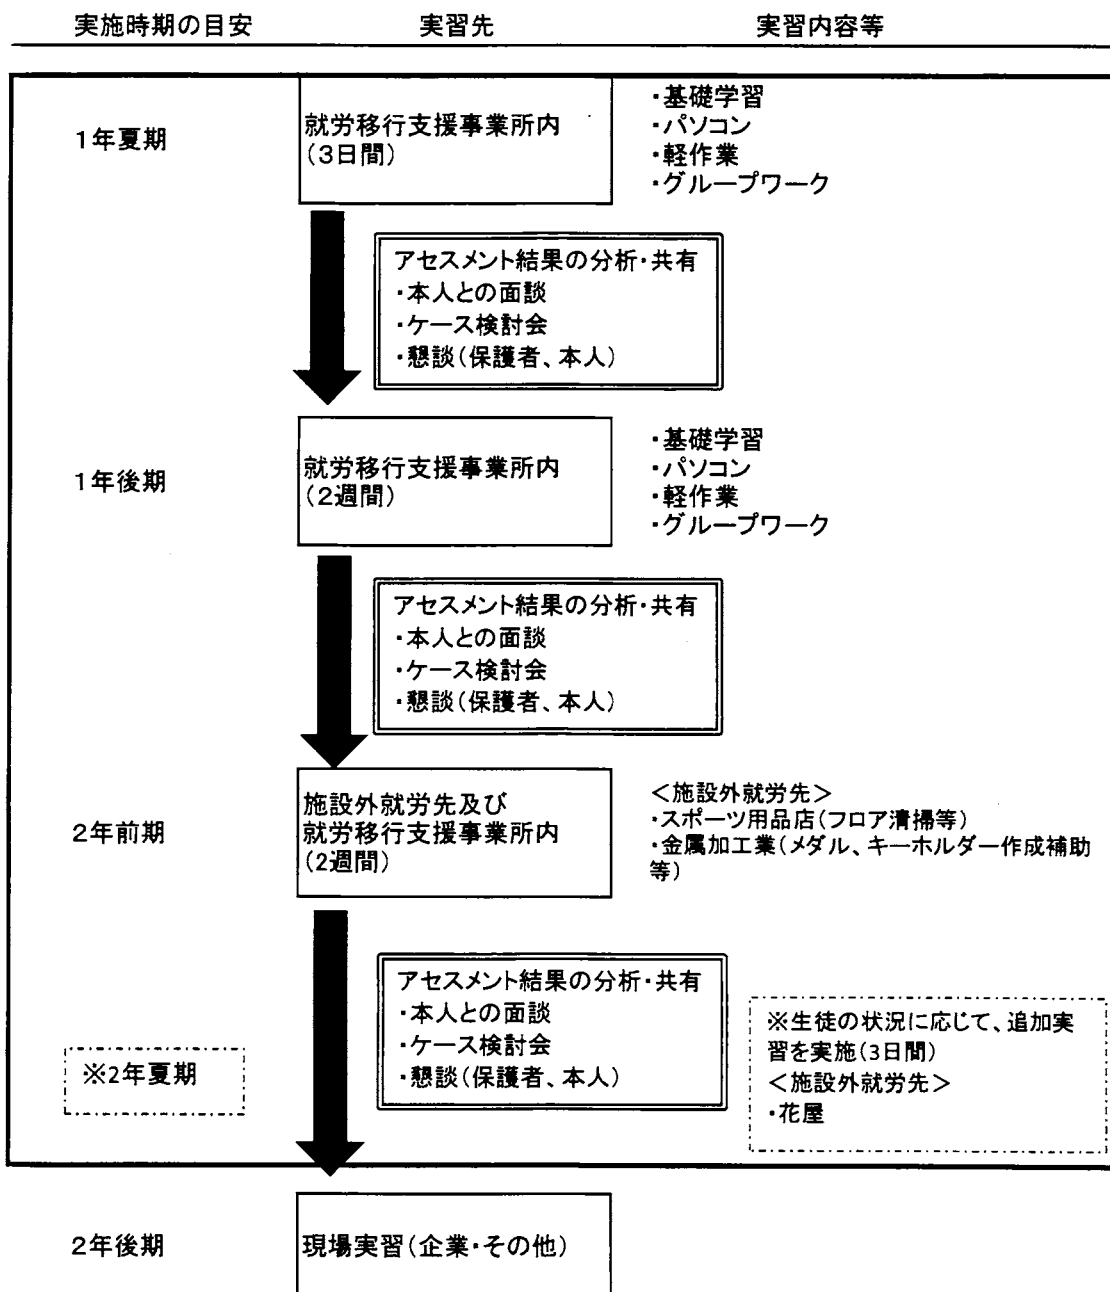 実施時期の目安 実習先 実習内容等
1年夏期
就労移行支援事業所内
(3日間)
・基礎学習
・パソコン
・軽作業
・グループワーク
アセスメント結果の分析・共有
・本人との面談
・ケース検討会
・懇談(保護者、本人)
1年後期
就労移行支援事業所内
(2週間)
・基礎学習
・パソコン
・軽作業
・グループワーク
アセスメント結果の分析・共有
・本人との面談
・ケース検討会
・懇談(保護者、本人)
2年前期
施設外就労先及び
就労移行支援事業所内
(2週間)
<施設外就労先>
・スポーツ用品店(フロア清掃等)
・金属加工業(メダル、キーホルダー作成補助
等)
アセスメント結果の分析・共有
・本人との面談
・ケース検討会
・懇談(保護者、本人)
※2年夏期
※生徒の状況に応じて、追加実
習を実施(3日間)
<施設外就労先>
・花屋
2年後期
現場実習(企業・その他)